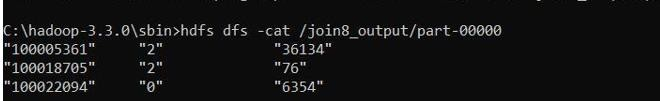 C:\hadoop-3.3.0\sbin>hdfs dfs -cat /join8_output/part-00000
"100005361" "2" "36134"
"100018705" "2" "76"
"100022094" "0" "6354"